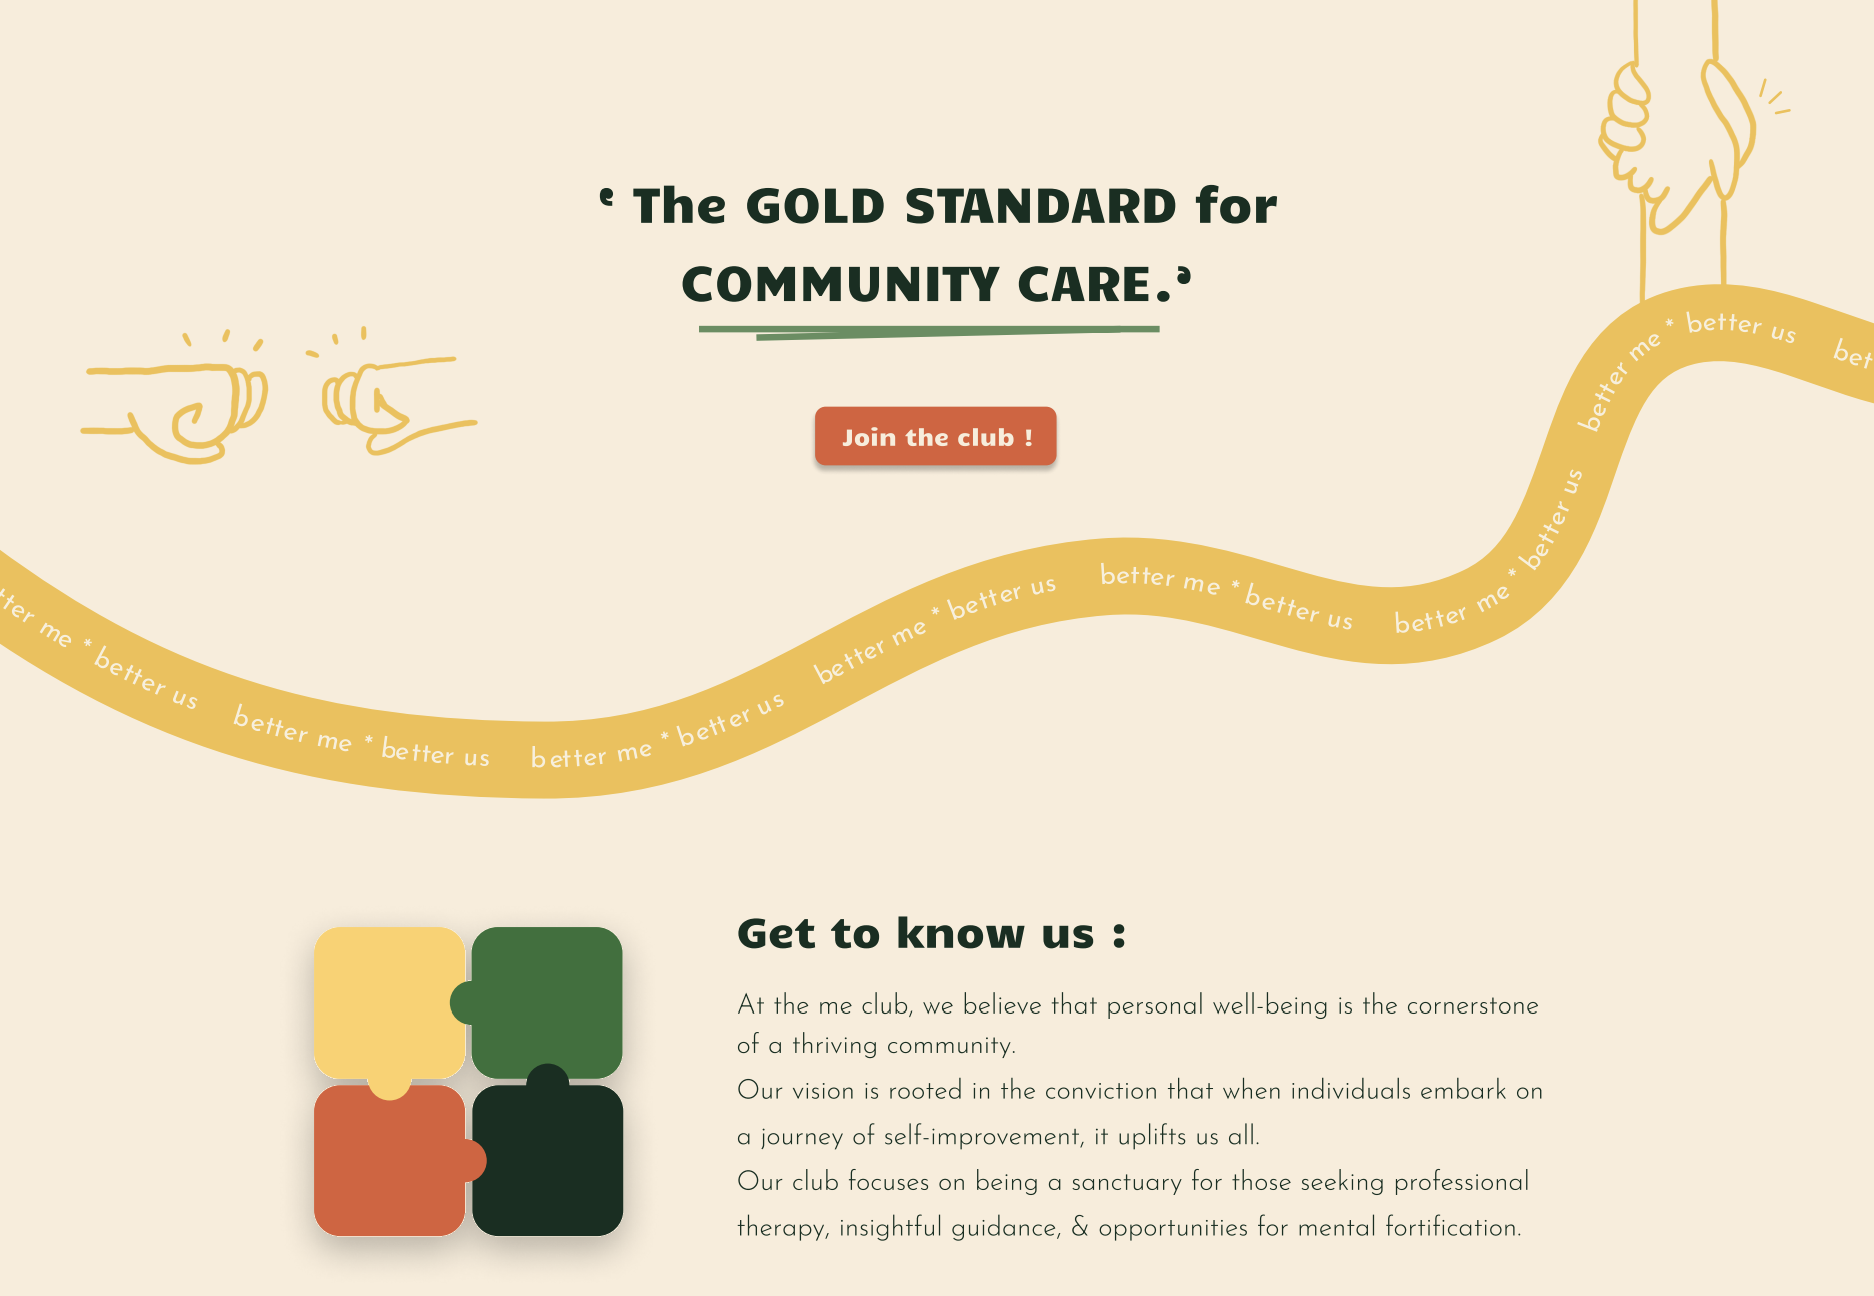 ‘ The GOLD STANDARD for
COMMUNITY CARE.’
Join the club !
better me * better us
bet
tter me * better us
better me * better us
better me * better us
better me * better us
better me * better us
better me * better us
Get to know us :
At the me club, we believe that personal well-being is the cornerstone
of a thriving community.
Our vision is rooted in the conviction that when individuals embark on
a journey of self-improvement, it uplifts us all.
Our club focuses on being a sanctuary for those seeking professional
therapy, insightful guidance, & opportunities for mental fortification.